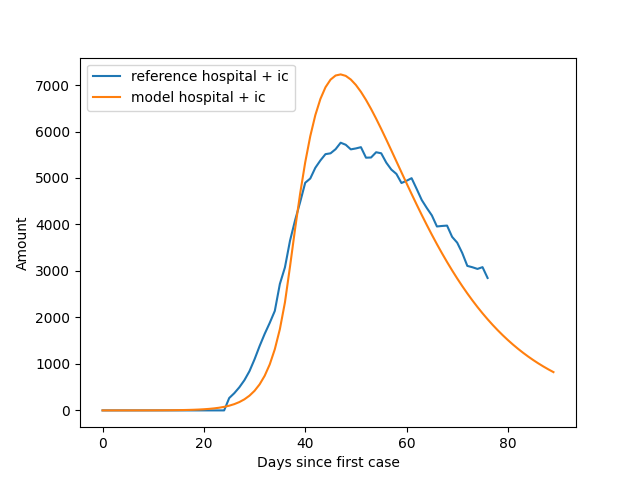 reference hospital + ic
model hospital + ic
7000
6000
5000
4000
3000
2000
1000
0
Amount
0 20 40 60 80
Days since first case